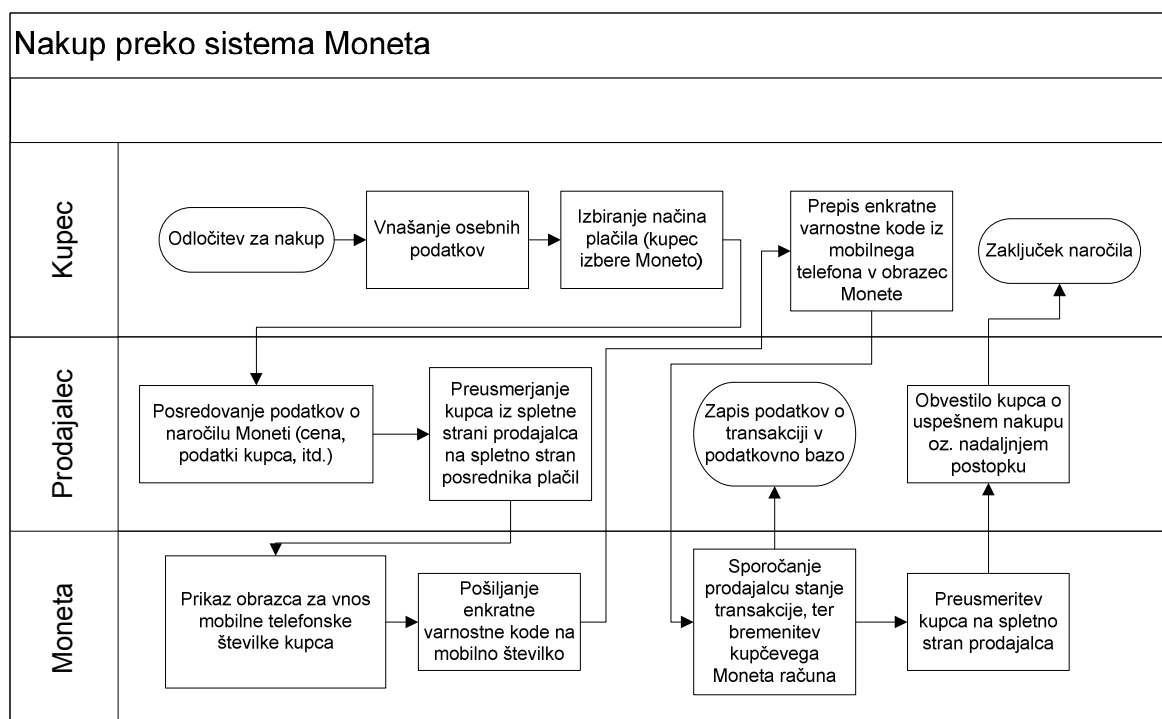 Nakup preko sistema Moneta
Kupec
Odločitev za nakup
Vnašanje osebnih
podatkov
Izbiranje načina
plačila (kupec
izbere Moneto)
Prepis enkratne
varnostne kode iz
mobilnega
telefona v obrazec
Monete
Zaključek naročila
Prodajalec
Posredovanje podatkov o
naročilu Moneti (cena,
podatki kupca, itd.)
Preusmerjanje
kupca iz spletne
strani prodajalca
na spletno stran
posrednika plačil
Zapis podatkov o
transakciji v
podatkovno bazo
Obvestilo kupca o
uspešnem nakupu
oz. nadaljnjem
postopku
Moneta
Prikaz obrazca za vnos
mobilne telefonske
številke kupca
Pošiljanje
enkratne
varnostne kode na
mobilno številko
Sporočanje
prodajalcu stanje
transakcije, ter
bremenitev
kupčevega
Moneta računa
Preusmeritev
kupca na spletno
stran prodajalca